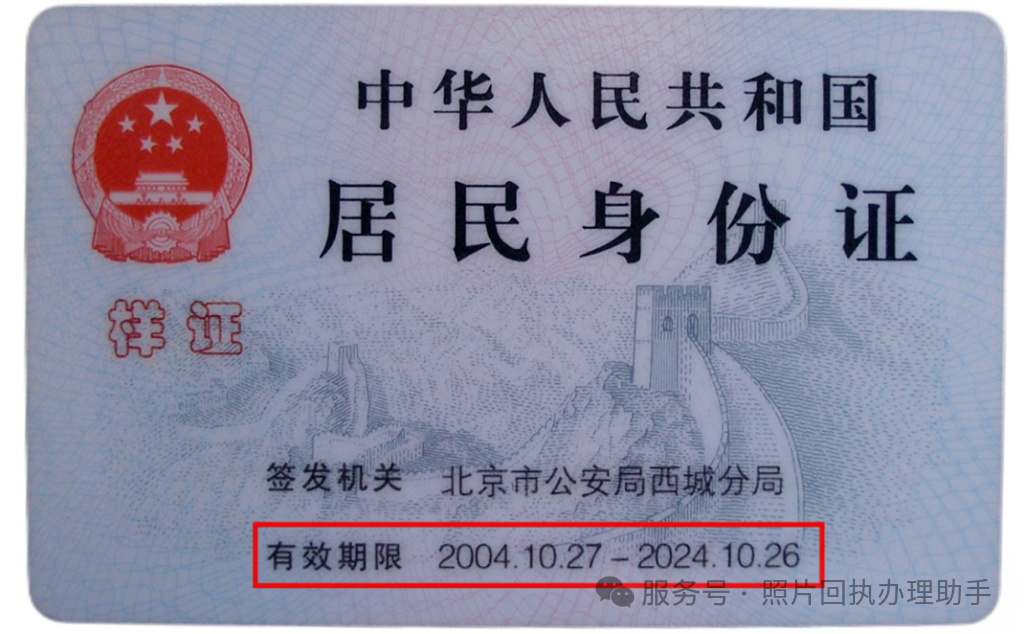 中华人民共和国
居民身份证
样证
签发机关 北京市公安局西城分局
有效期限 2004.10.27-2024.10.26
服务号·照片回执办理助手